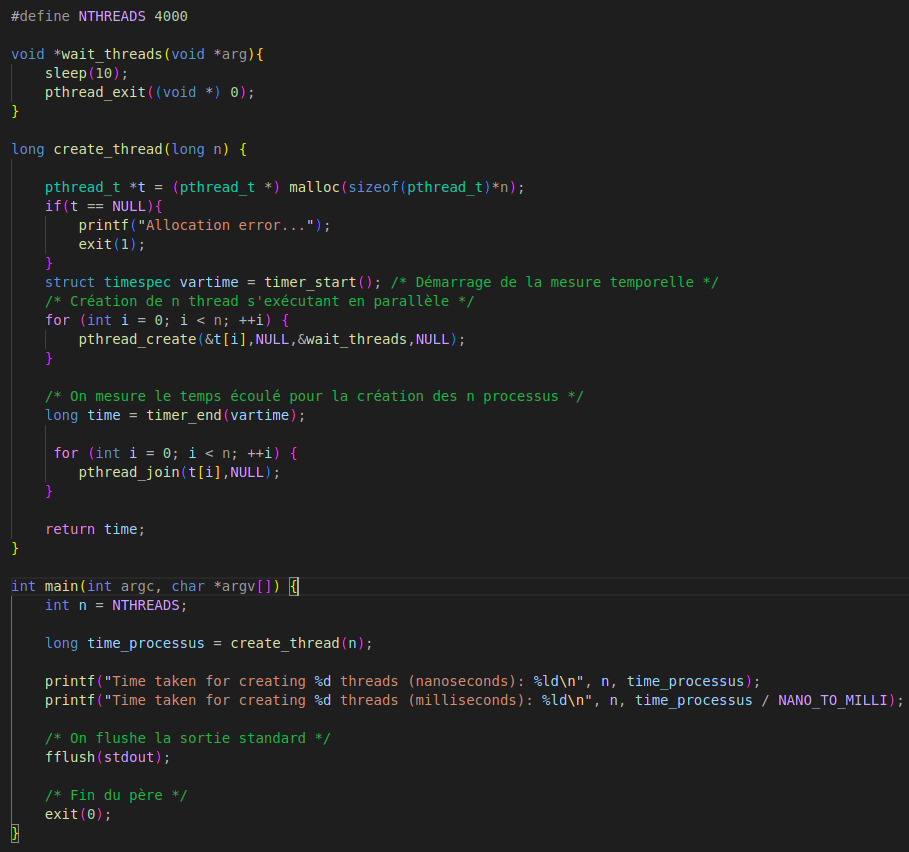 #define NTHREADS 4000
void *wait_threads(void *arg){
sleep(10);
pthread_exit((void *) 0);
}
long create_thread(long n) {
pthread_t *t = (pthread_t *) malloc(sizeof(pthread_t)*n);
if(t == NULL){
printf("Allocation error...");
exit(1);
}
struct timespec vartime = timer_start(); /* Démarrage de la mesure temporelle */
/* Création de n thread s'exécutant en parallèle */
for (int i = 0; i < n; ++i) {
pthread_create(&t[i],NULL,&wait_threads,NULL);
}
/* On mesure le temps écoulé pour la création des n processus */
long time = timer_end(vartime);
for (int i = 0; i < n; ++i) {
pthread_join(t[i],NULL);
}
return time;
}
int main(int argc, char *argv[]) {
int n = NTHREADS;
long time_processus = create_thread(n);
printf("Time taken for creating %d threads (nanoseconds): %ld\n", n, time_processus);
printf("Time taken for creating %d threads (milliseconds): %ld\n", n, time_processus / NANO_TO_MILLI);
/* On flushe la sortie standard */
fflush(stdout);
/* Fin du père */
exit(0);
}